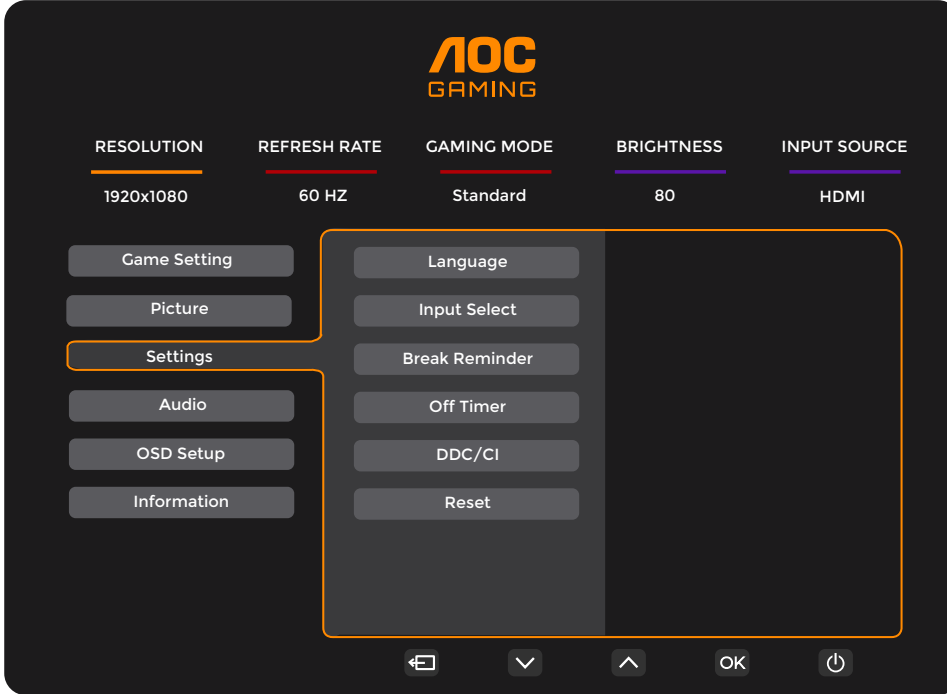 AOC
GAMING
RESOLUTION REFRESH RATE GAMING MODE BRIGHTNESS INPUT SOURCE
1920x1080 60 HZ Standard 80 HDMI
Game Setting Language
Picture Input Select
Settings Break Reminder
Audio Off Timer
OSD Setup DDC/CI
Information Reset
OK